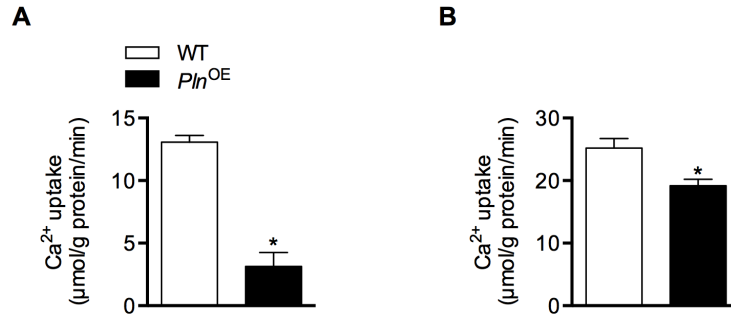 A
B
WT
Pln^OE
Ca²⁺ uptake
(μmol/g protein/min)
15
10
5
0
*
Ca²⁺ uptake
(μmol/g protein/min)
30
20
10
0
*